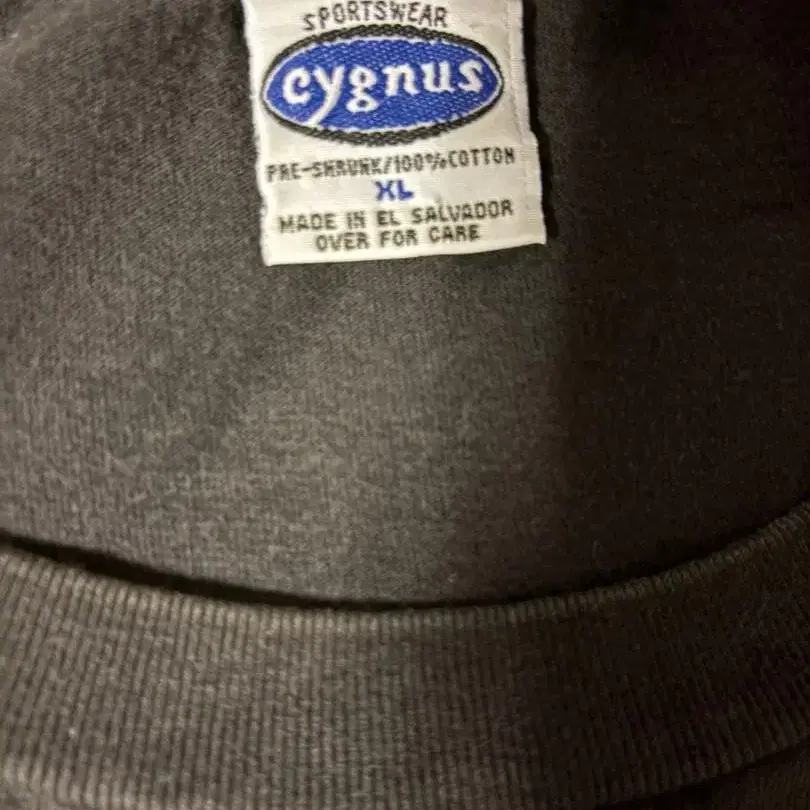 SPORTSWEAR
cygnus
PRE-SHRUNK/100%COTTON
XL
MADE IN EL SALVADOR
OVER FOR CARE